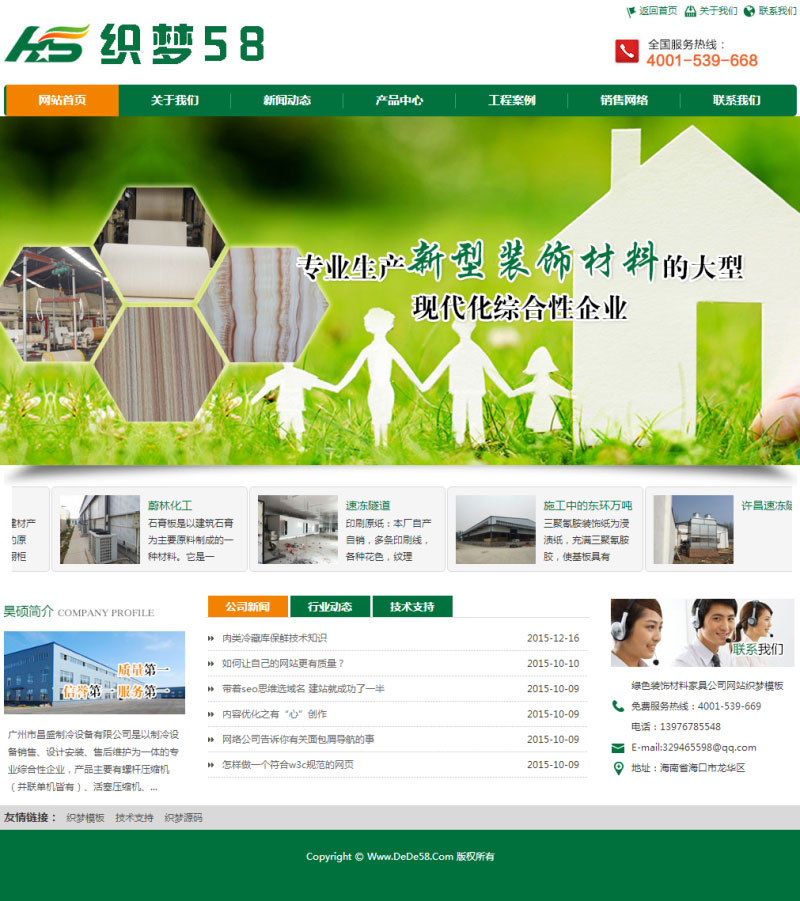 返回首页 关于我们 联系我们
HS 织梦58
全国服务热线：
4001-539-668
网站首页 关于我们 新闻动态 产品中心 工程案例 销售网络 联系我们
专业生产新型装饰材料的大型
现代化综合性企业
建材产
的原
橱柜
蔚林化工
石膏板是以建筑石膏
为主要原料制成的一
种材料。它是一
速冻隧道
印刷原纸：本厂自产
自销，多条印刷线，
各种花色，纹理
施工中的东环万吨
三聚氰胺装饰纸为浸
渍纸，充满三聚氰胺
胶，使基板具有
许昌速冻隧
昊硕简介 COMPANY PROFILE
质量第一
信誉第一 服务第一
广州市昌盛制冷设备有限公司是以制冷设
备销售、设计安装、售后维护为一体的专
业综合性企业，产品主要有螺杆压缩机
（并联单机皆有）、活塞压缩机、...
公司新闻 行业动态 技术支持
肉类冷藏库保鲜技术知识 2015-12-16
如何让自己的网站更有质量？ 2015-10-10
带着seo思维选域名 建站就成功了一半 2015-10-09
内容优化之有“心”创作 2015-10-09
网络公司告诉你有关面包屑导航的事 2015-10-09
怎样做一个符合w3c规范的网页 2015-10-09
联系我们
绿色装饰材料家具公司网站织梦模板
免费服务热线：4001-539-669
电话：13976785548
E-mail:329465598@qq.com
地址：海南省海口市龙华区
友情链接： 织梦模板 技术支持 织梦源码
Copyright © Www.DeDe58.Com 版权所有